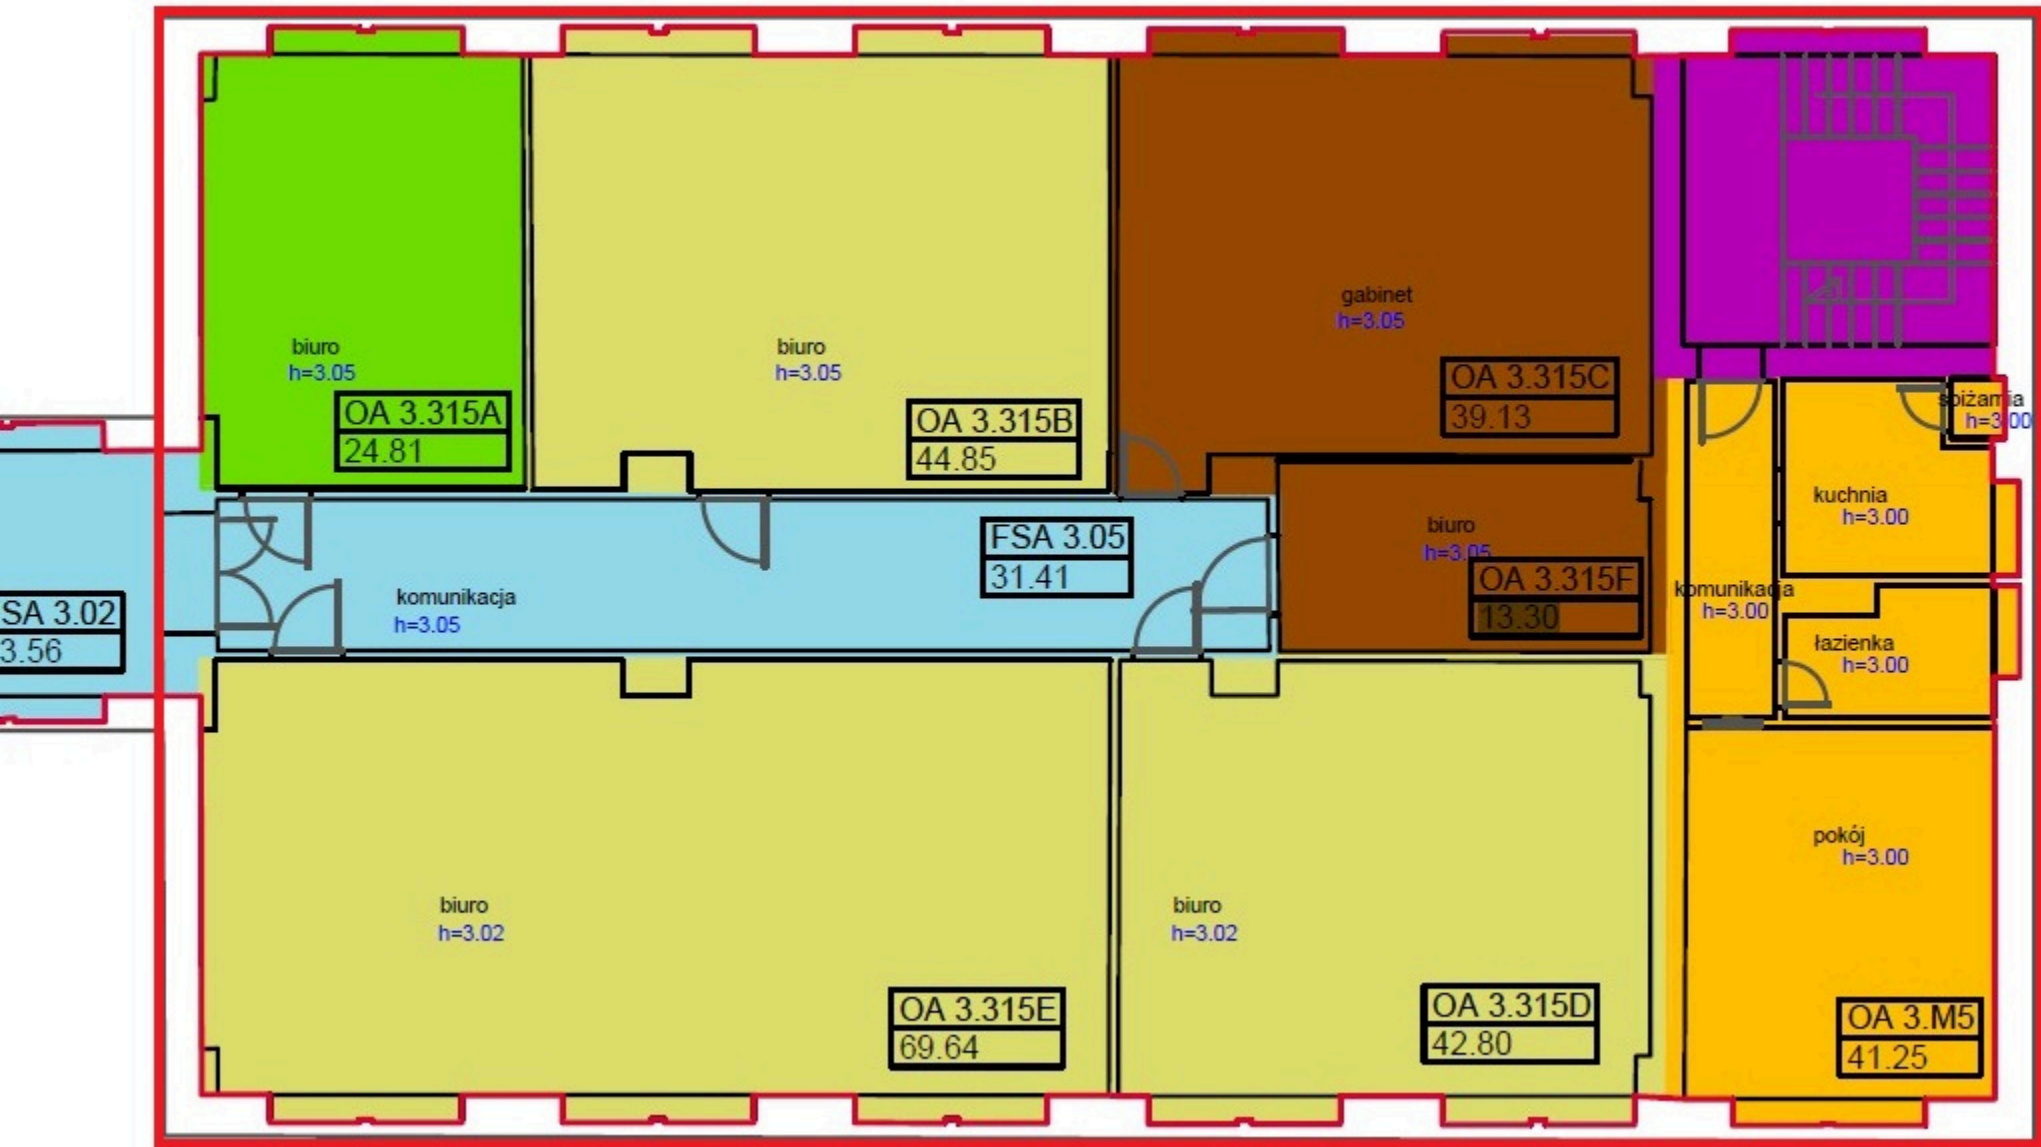 biuro
h=3.05
OA 3.315A
24.81
biuro
h=3.05
OA 3.315B
44.85
gabinet
h=3.05
OA 3.315C
39.13
spiżarnia
h=3.00
kuchnia
h=3.00
biuro
h=3.05
OA 3.315F
13.30
FSA 3.05
31.41
komunikacja
h=3.05
SA 3.02
3.56
komunikacja
h=3.00
łazienka
h=3.00
pokój
h=3.00
biuro
h=3.02
OA 3.315E
69.64
biuro
h=3.02
OA 3.315D
42.80
OA 3.M5
41.25